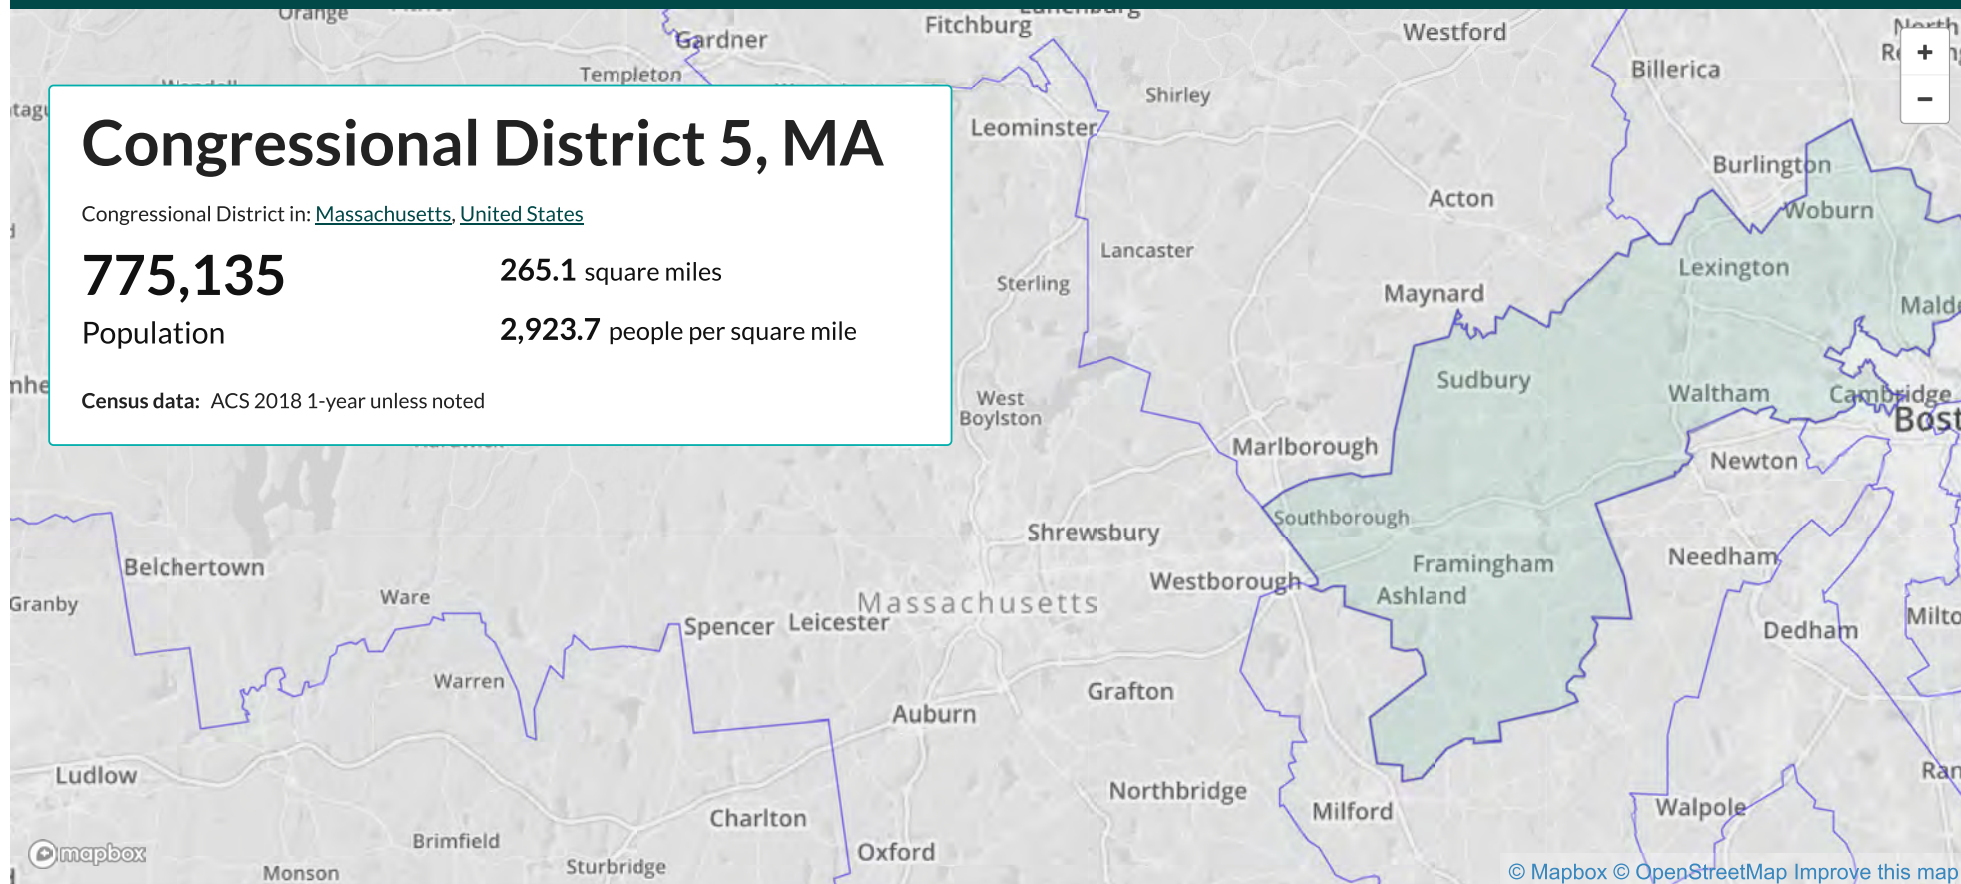 Orange
Gardner
Fitchburg
Lunenburg
Westford
North
Billerica
Templeton
Shirley
Leominster
Burlington
Acton
Woburn
Lancaster
Sterling
Lexington
Maynard
+
−
Congressional District 5, MA
Congressional District in: Massachusetts, United States
775,135
Population
265.1 square miles
2,923.7 people per square mile
Census data: ACS 2018 1-year unless noted
Sudbury
Waltham
Cambridge
West
Boylston
Marlborough
Newton
Southborough
Shrewsbury
Needham
Framingham
Westborough
Ashland
Belchertown
Granby
Ware
Massachusetts
Spencer
Leicester
Dedham
Warren
Grafton
Auburn
Ludlow
Northbridge
Milford
Walpole
Charlton
Brimfield
Oxford
Sturbridge
Monson
mapbox
© Mapbox © OpenStreetMap Improve this map